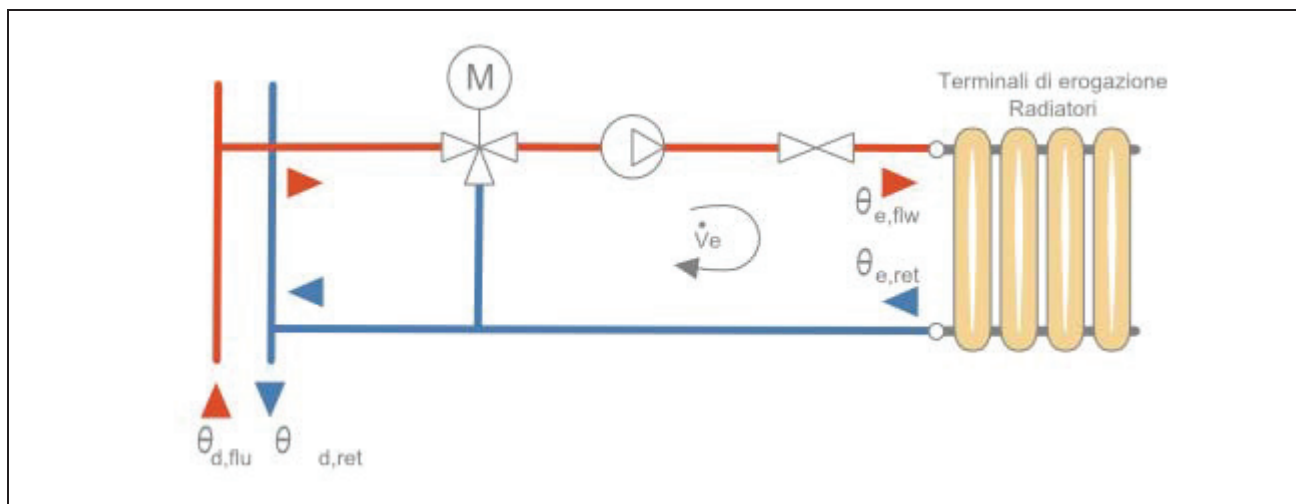 M
Terminali di erogazione
Radiatori
θe,flw
V̇e
θe,ret
θd,flu θ d,ret